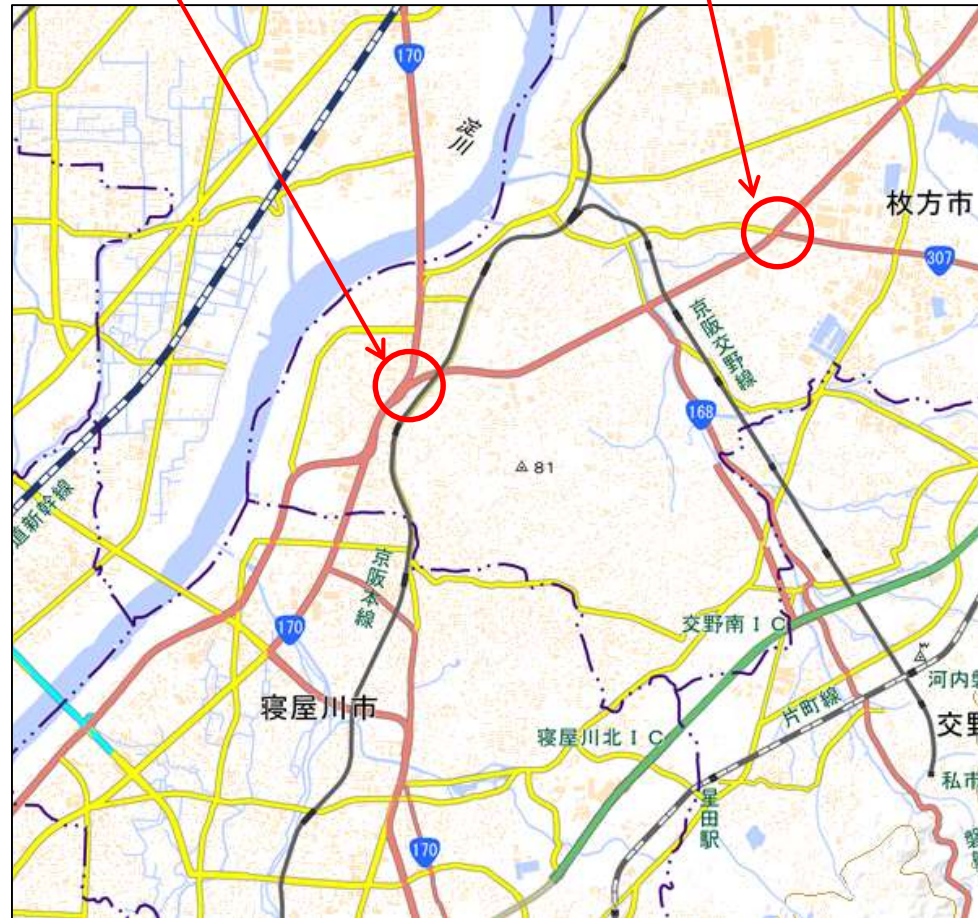 170
淀川
枚方市
307
京阪交野線
168
81
道新幹線
京阪本線
170
交野南IC
寝屋川市
片町線
河内磐
寝屋川北IC
交野
私市
星田駅
170